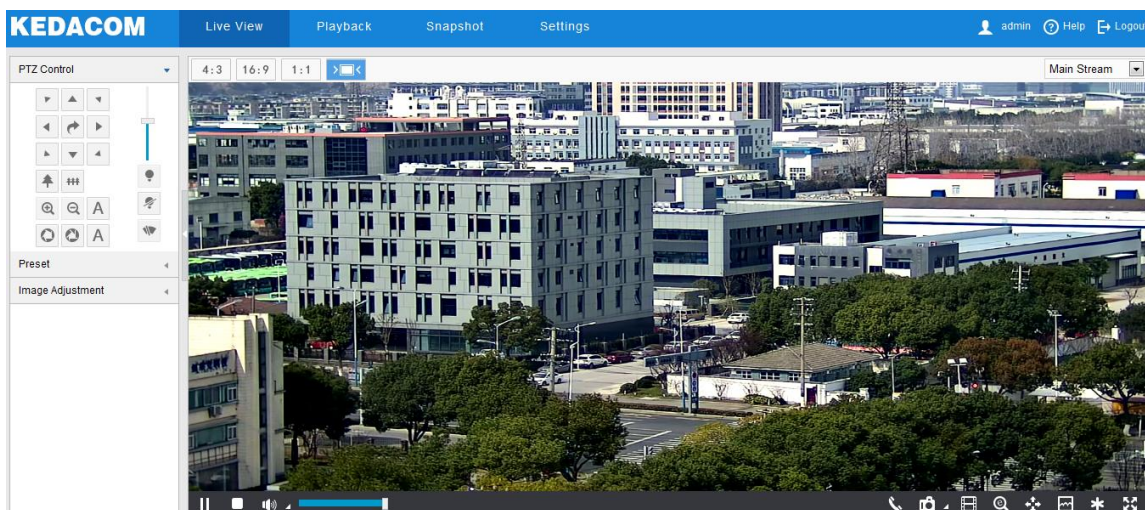 KEDACOM
Live View
Playback
Snapshot
Settings
admin
Help
Logou
PTZ Control
4:3
16:9
1:1
Main Stream
A
A
Preset
Image Adjustment